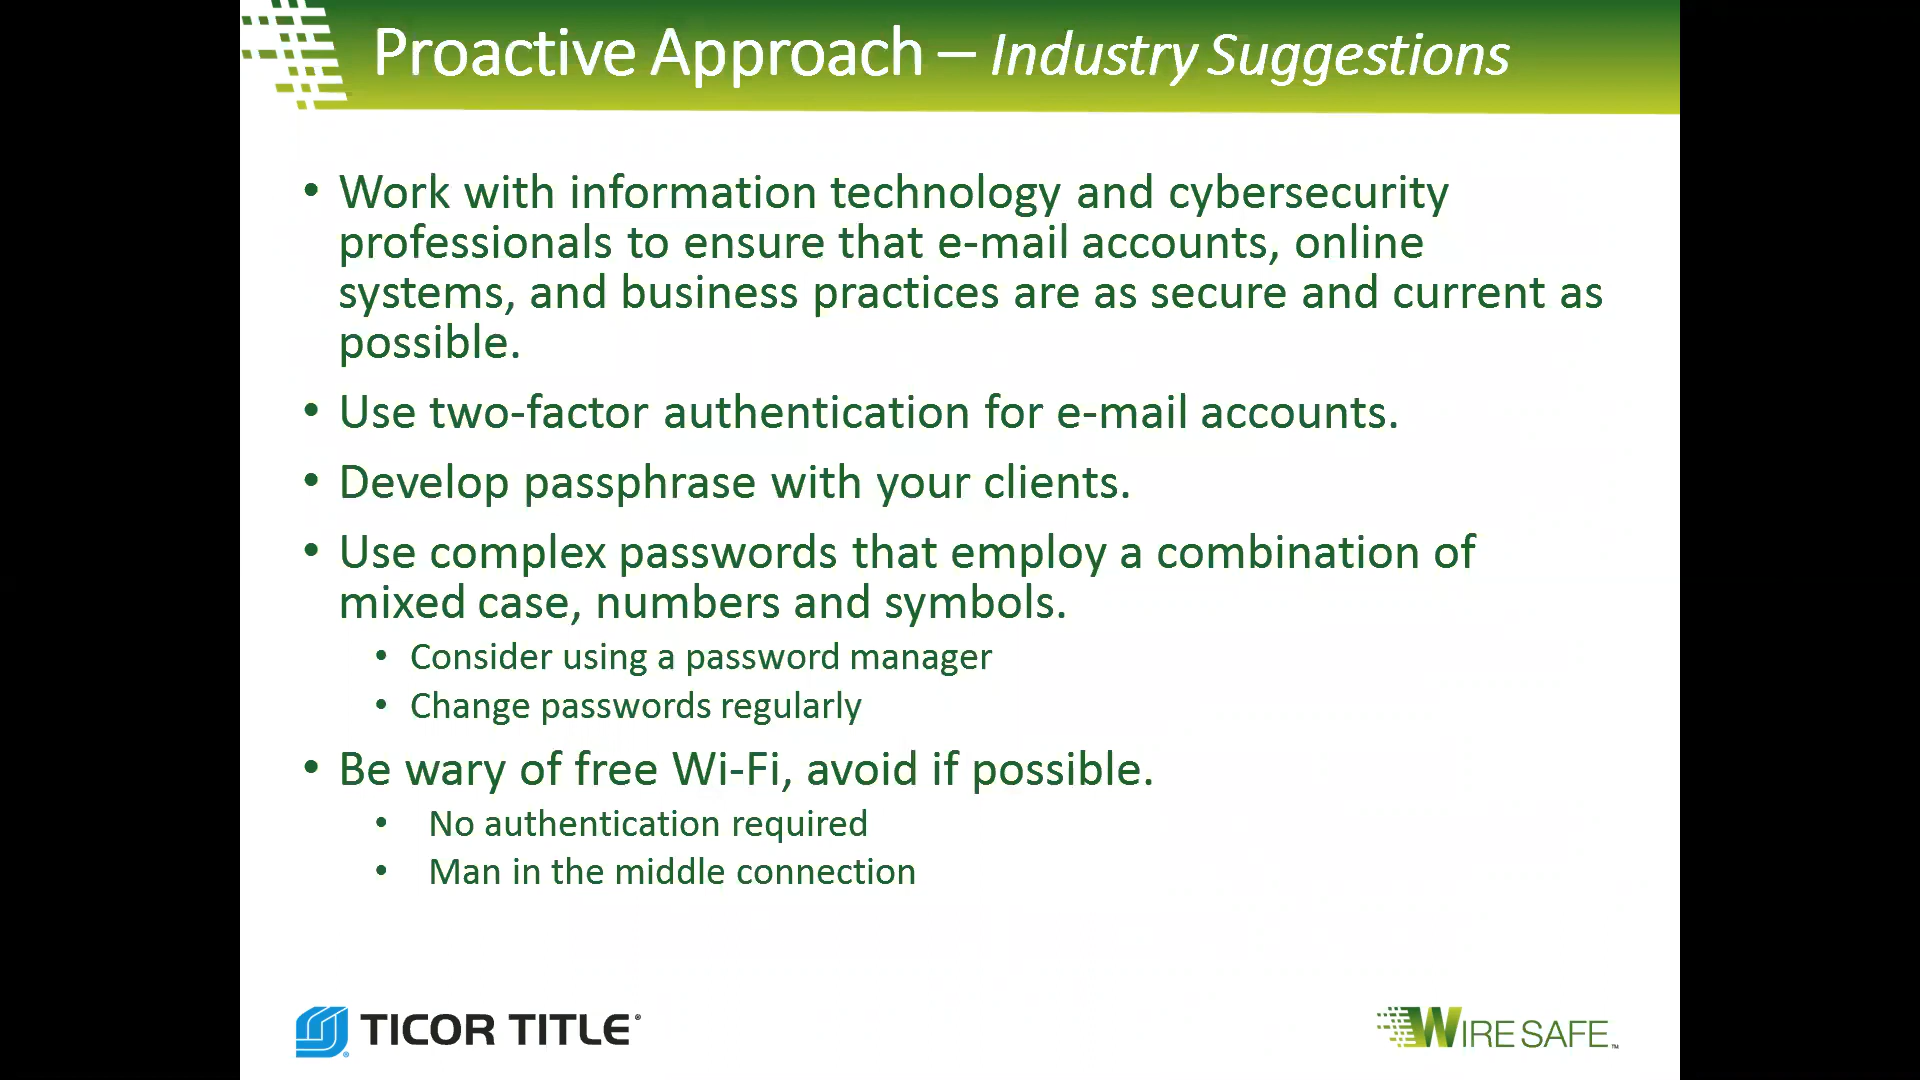 Proactive Approach – Industry Suggestions
• Work with information technology and cybersecurity
professionals to ensure that e-mail accounts, online
systems, and business practices are as secure and current as
possible.
• Use two-factor authentication for e-mail accounts.
• Develop passphrase with your clients.
• Use complex passwords that employ a combination of
mixed case, numbers and symbols.
• Consider using a password manager
• Change passwords regularly
• Be wary of free Wi-Fi, avoid if possible.
• No authentication required
• Man in the middle connection
TICOR TITLE®
WIRE SAFE™